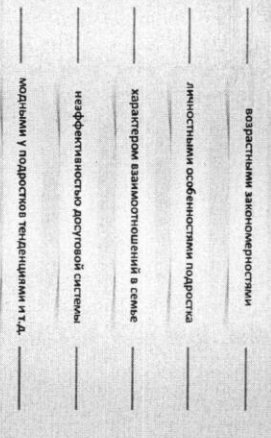 возрастными закономерностями
личностными особенностями подростка
характером взаимоотношений в семье
неэффективностью досуговой системы
модными у подростков тенденциями и т.д.